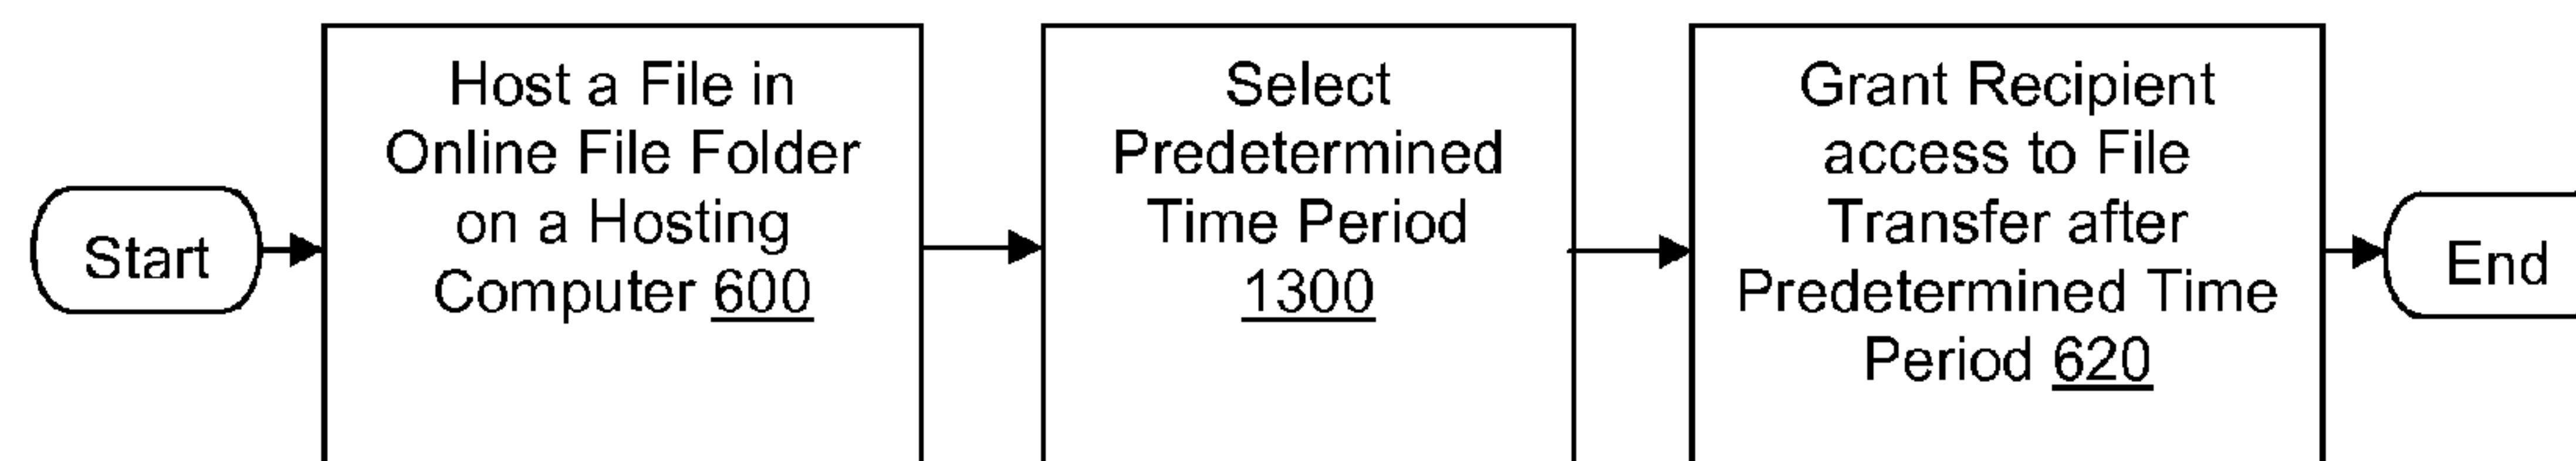 Start
Host a File in
Online File Folder
on a Hosting
Computer 600
Select
Predetermined
Time Period
1300
Grant Recipient
access to File
Transfer after
Predetermined Time
Period 620
End